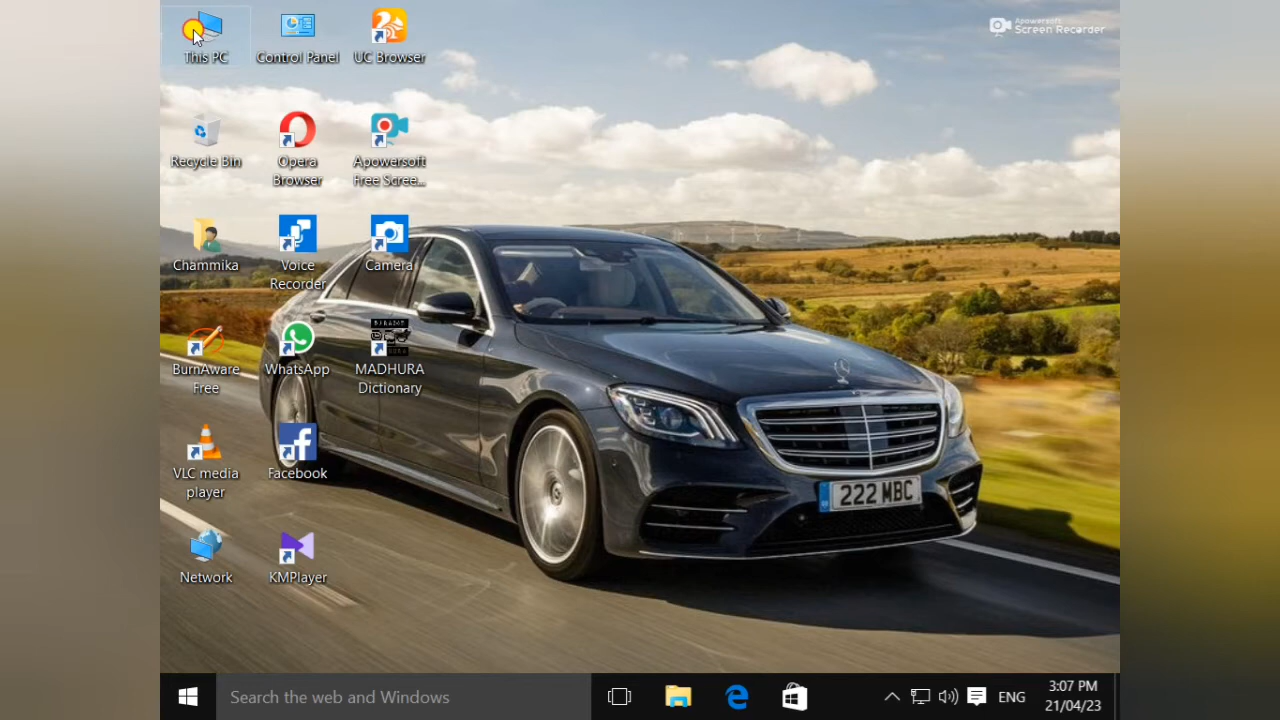 This PC
Control Panel
UC Browser
Apowersoft
Screen Recorder
Recycle Bin
Opera
Browser
Apowersoft
Free Scree...
Chammika
Voice
Recorder
Camera
BurnAware
Free
WhatsApp
MADHURA
Dictionary
VLC media
player
Facebook
222 MBC
Network
KMPlayer
Search the web and Windows
ENG
3:07 PM
21/04/23